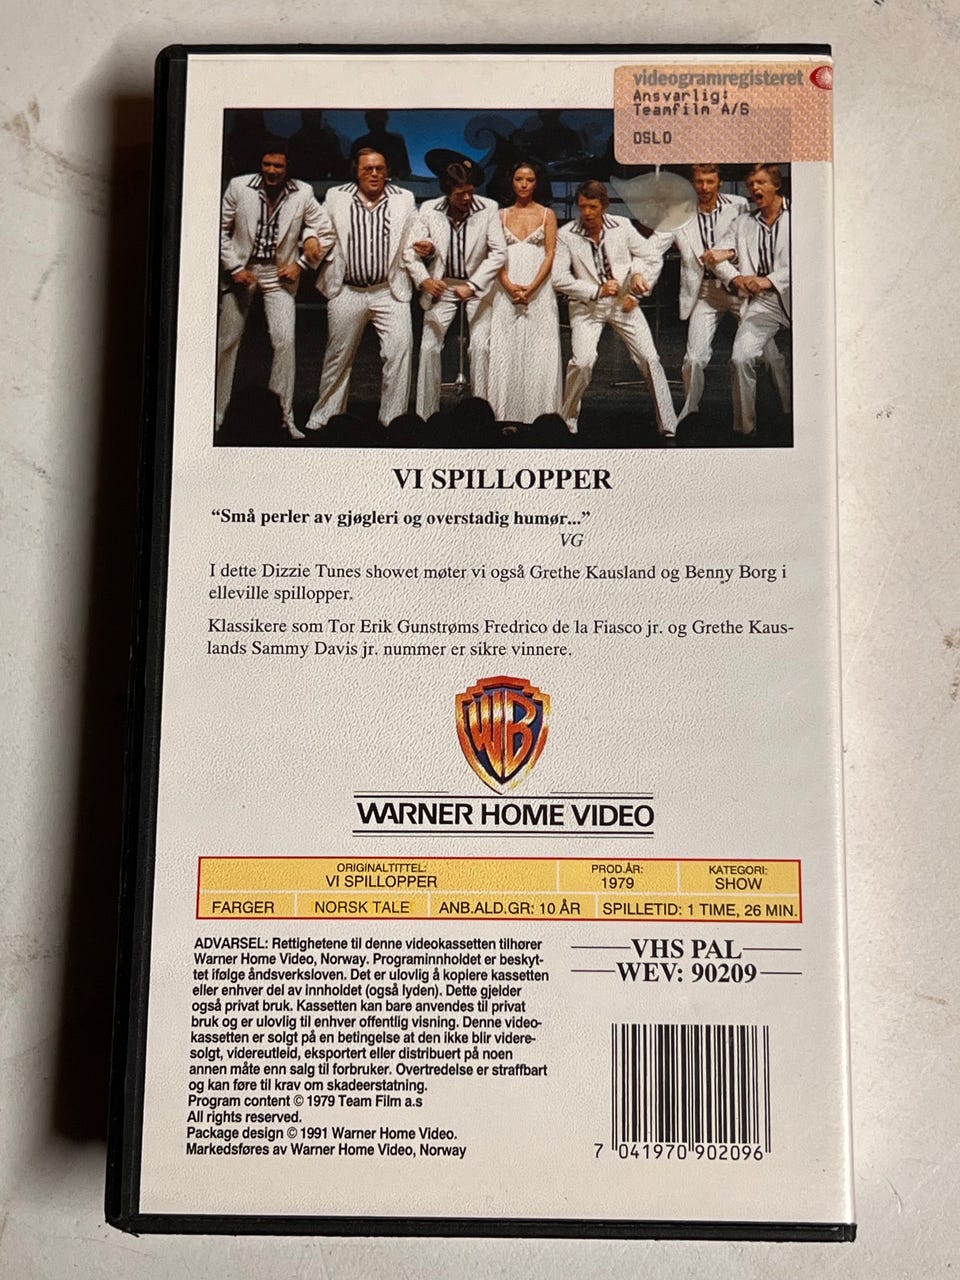 videogramregisteret
Ansvarlig:
Teamfilm A/S
OSLO
VI SPILLOPPER
“Små perler av gjøgleri og overstadig humør...”
VG
I dette Dizzie Tunes showet møter vi også Grethe Kausland og Benny Borg i
elleville spillopper.
Klassikere som Tor Erik Gunstrøms Fredrico de la Fiasco jr. og Grethe Kaus-
lands Sammy Davis jr. nummer er sikre vinnere.
WB
WARNER HOME VIDEO
ORIGINALTITTEL: PROD.ÅR: KATEGORI:
VI SPILLOPPER 1979 SHOW
FARGER NORSK TALE ANB.ALD.GR: 10 ÅR SPILLETID: 1 TIME, 26 MIN.
ADVARSEL: Rettighetene til denne videokassetten tilhører
Warner Home Video, Norway. Programinnholdet er beskyt-
tet ifølge åndsverksloven. Det er ulovlig å kopiere kassetten
eller enhver del av innholdet (også lyden). Dette gjelder
også privat bruk. Kassetten kan bare anvendes til privat
bruk og er ulovlig til enhver offentlig visning. Denne video-
kassetten er solgt på en betingelse at den ikke blir videre-
solgt, videreutleid, eksportert eller distribuert på noen
annen måte enn salg til forbruker. Overtredelse er straffbart
og kan føre til krav om skadeerstatning.
Program content © 1979 Team Film a.s
All rights reserved.
Package design © 1991 Warner Home Video.
Markedsføres av Warner Home Video, Norway
VHS PAL
WEV: 90209
7 041970 902096